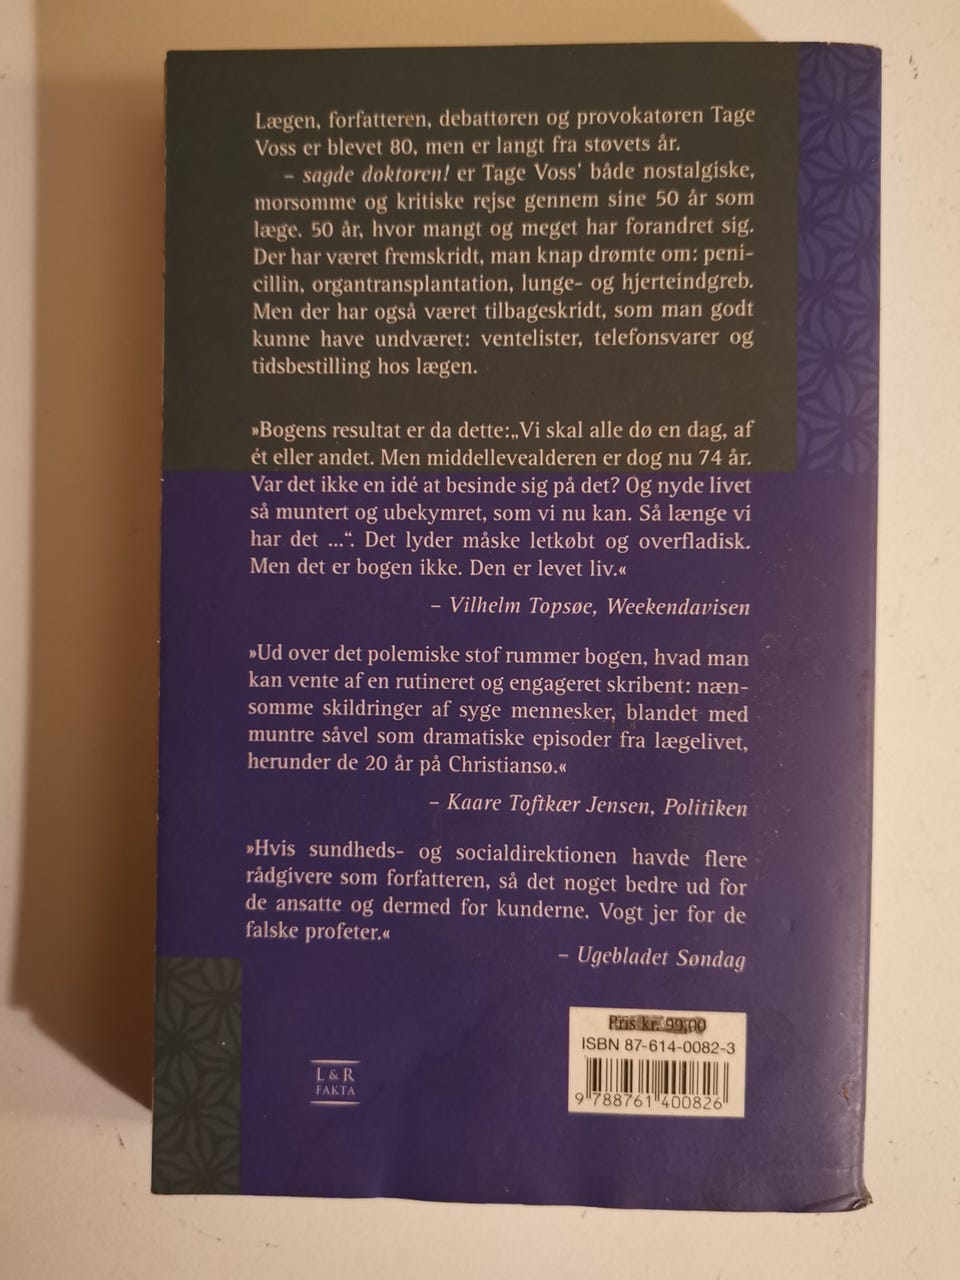 Lægen, forfatteren, debattøren og provokatøren Tage
Voss er blevet 80, men er langt fra støvets år.
– sagde doktoren! er Tage Voss' både nostalgiske,
morsomme og kritiske rejse gennem sine 50 år som
læge. 50 år, hvor mangt og meget har forandret sig.
Der har været fremskridt, man knap drømte om: peni-
cillin, organtransplantation, lunge- og hjerteindgreb.
Men der har også været tilbageskridt, som man godt
kunne have undværet: ventelister, telefonsvarer og
tidsbestilling hos lægen.
»Bogens resultat er da dette:„Vi skal alle dø en dag, af
ét eller andet. Men middellevealderen er dog nu 74 år.
Var det ikke en idé at besinde sig på det? Og nyde livet
så muntert og ubekymret, som vi nu kan. Så længe vi
har det ...“. Det lyder måske letkøbt og overfladisk.
Men det er bogen ikke. Den er levet liv.«
– Vilhelm Topsøe, Weekendavisen
»Ud over det polemiske stof rummer bogen, hvad man
kan vente af en rutineret og engageret skribent: næn-
somme skildringer af syge mennesker, blandet med
muntre såvel som dramatiske episoder fra lægelivet,
herunder de 20 år på Christiansø.«
– Kaare Toftkær Jensen, Politiken
»Hvis sundheds- og socialdirektionen havde flere
rådgivere som forfatteren, så det noget bedre ud for
de ansatte og dermed for kunderne. Vogt jer for de
falske profeter.«
– Ugebladet Søndag
Pris kr. 99,00
ISBN 87-614-0082-3
9 788761 400826
L & R
FAKTA